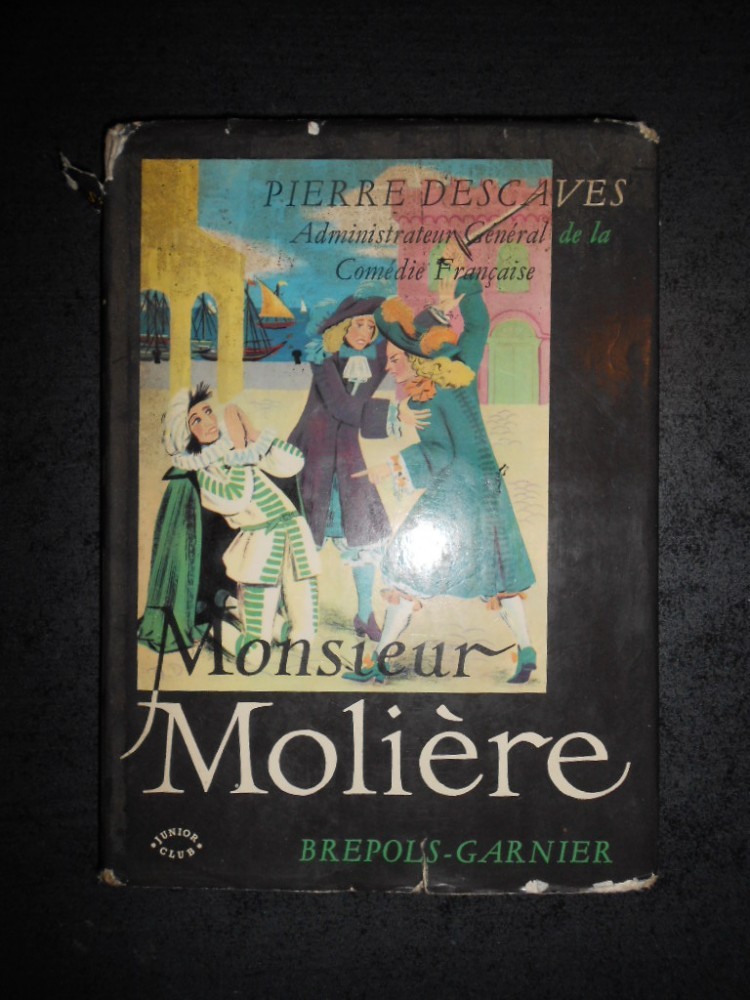 PIERRE DESCAVES
Administrateur Général de la
Comédie Française
Monsieur
Molière
JUNIOR
CLUB
BREPOLS-GARNIER